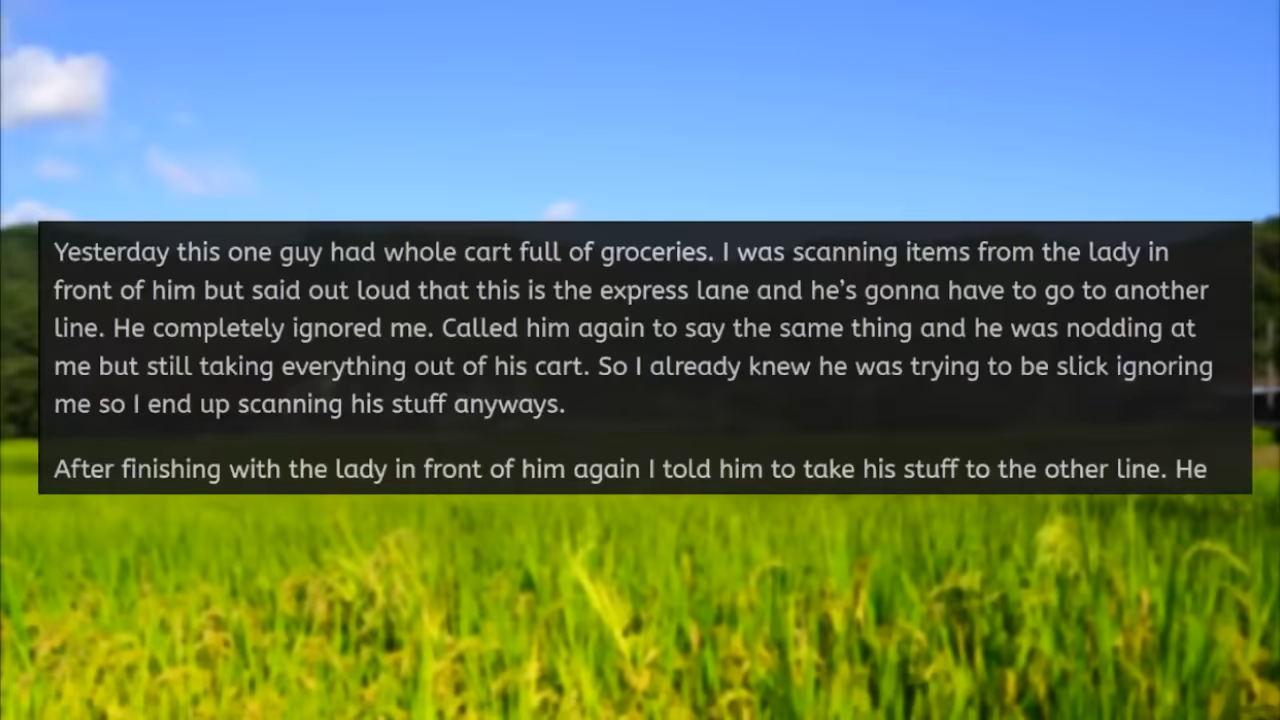 Yesterday this one guy had whole cart full of groceries. I was scanning items from the lady in
front of him but said out loud that this is the express lane and he’s gonna have to go to another
line. He completely ignored me. Called him again to say the same thing and he was nodding at
me but still taking everything out of his cart. So I already knew he was trying to be slick ignoring
me so I end up scanning his stuff anyways.
After finishing with the lady in front of him again I told him to take his stuff to the other line. He